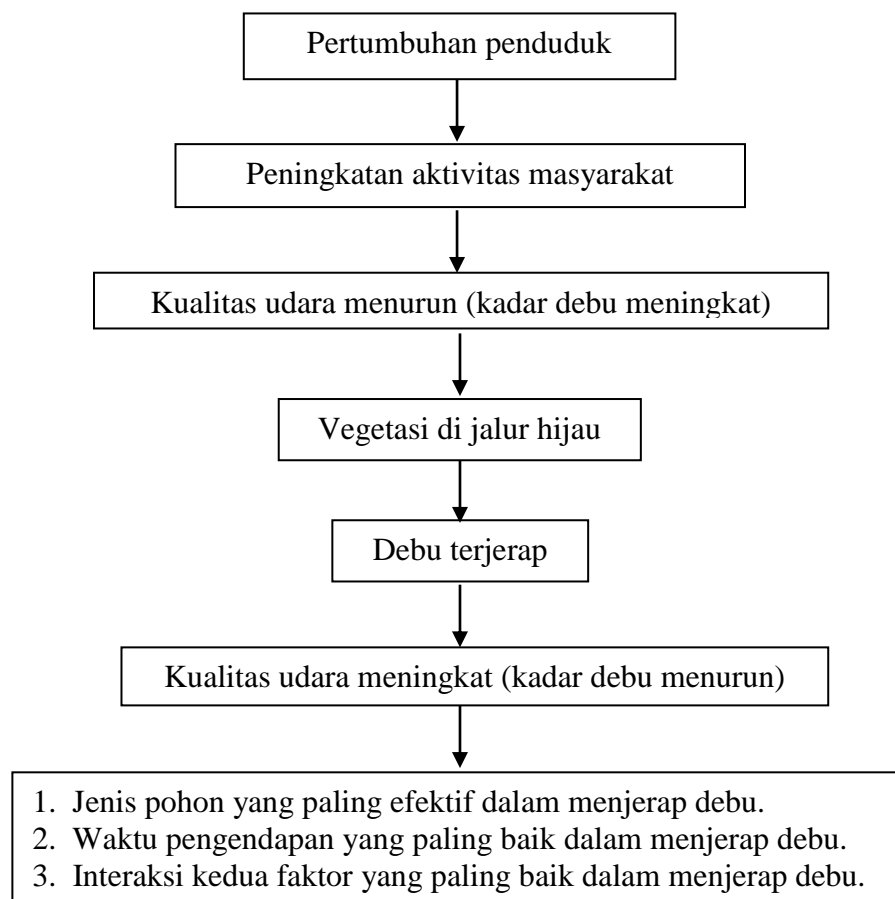 Pertumbuhan penduduk
Peningkatan aktivitas masyarakat
Kualitas udara menurun (kadar debu meningkat)
Vegetasi di jalur hijau
Debu terjerap
Kualitas udara meningkat (kadar debu menurun)
1. Jenis pohon yang paling efektif dalam menjerap debu.
2. Waktu pengendapan yang paling baik dalam menjerap debu.
3. Interaksi kedua faktor yang paling baik dalam menjerap debu.